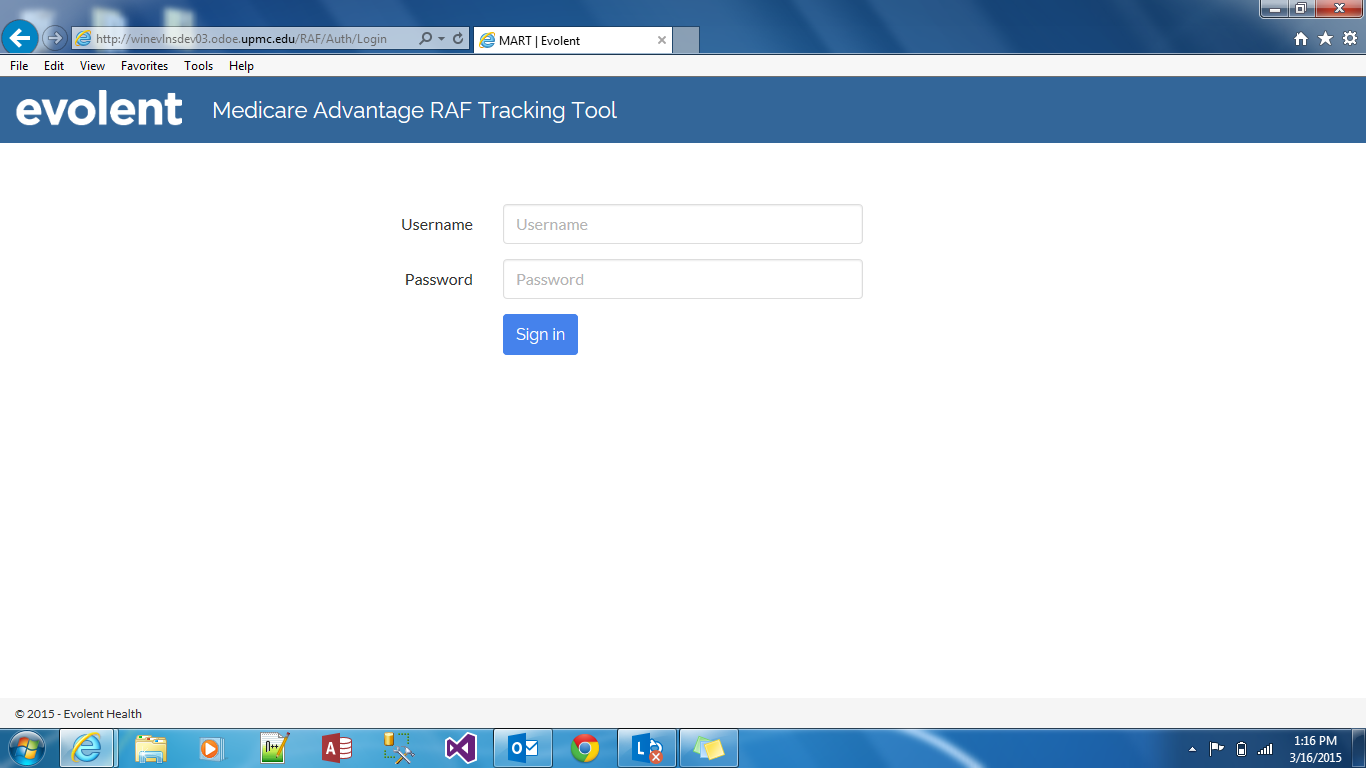 http://winevlnsdev03.odoe.upmc.edu/RAF/Auth/Login
MART | Evolent
File Edit View Favorites Tools Help
evolent Medicare Advantage RAF Tracking Tool
Username Username
Password Password
Sign in
© 2015 - Evolent Health
1:16 PM
3/16/2015